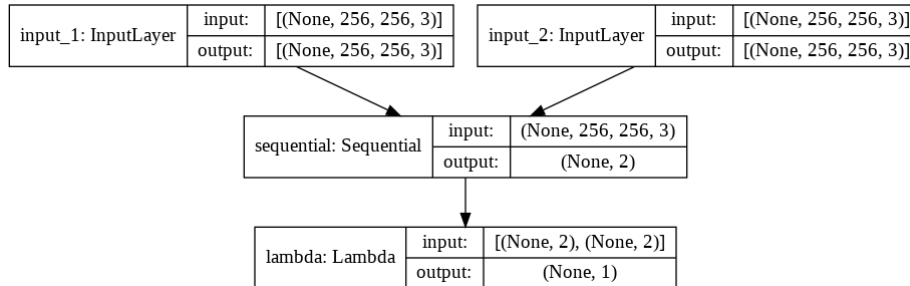 input_1: InputLayer
input:
[(None, 256, 256, 3)]
output:
[(None, 256, 256, 3)]
input_2: InputLayer
input:
[(None, 256, 256, 3)]
output:
[(None, 256, 256, 3)]
sequential: Sequential
input:
(None, 256, 256, 3)
output:
(None, 2)
lambda: Lambda
input:
[(None, 2), (None, 2)]
output:
(None, 1)